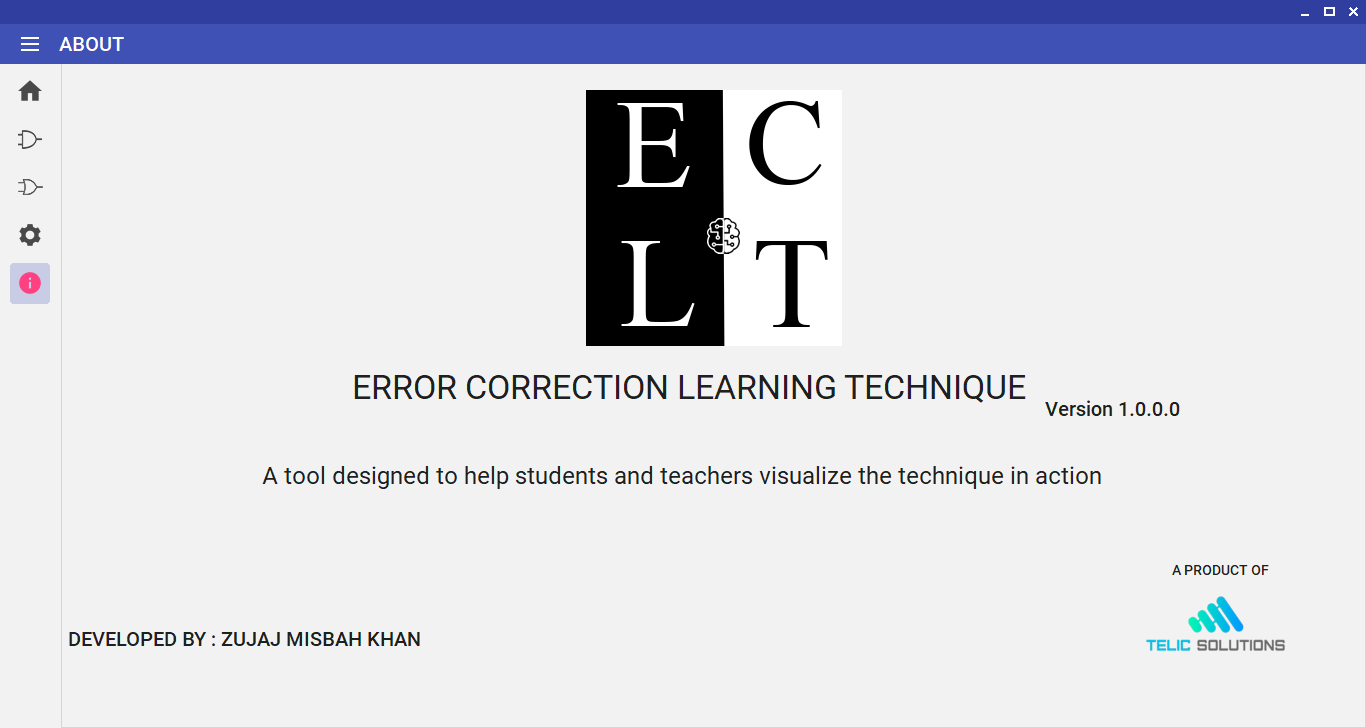 ABOUT
E C
L T
ERROR CORRECTION LEARNING TECHNIQUE
Version 1.0.0.0
A tool designed to help students and teachers visualize the technique in action
A PRODUCT OF
TELIC SOLUTIONS
DEVELOPED BY : ZUJAJ MISBAH KHAN